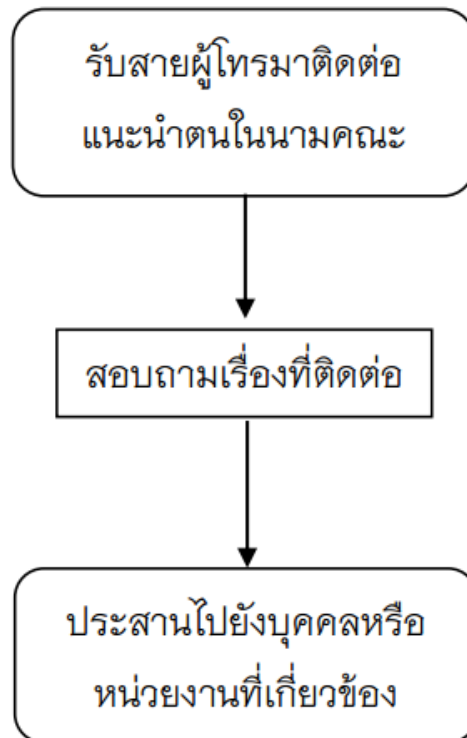 รับสายผู้โทรมาติดต่อ
แนะนำตนในนามคณะ
สอบถามเรื่องที่ติดต่อ
ประสานไปยังบุคคลหรือ
หน่วยงานที่เกี่ยวข้อง